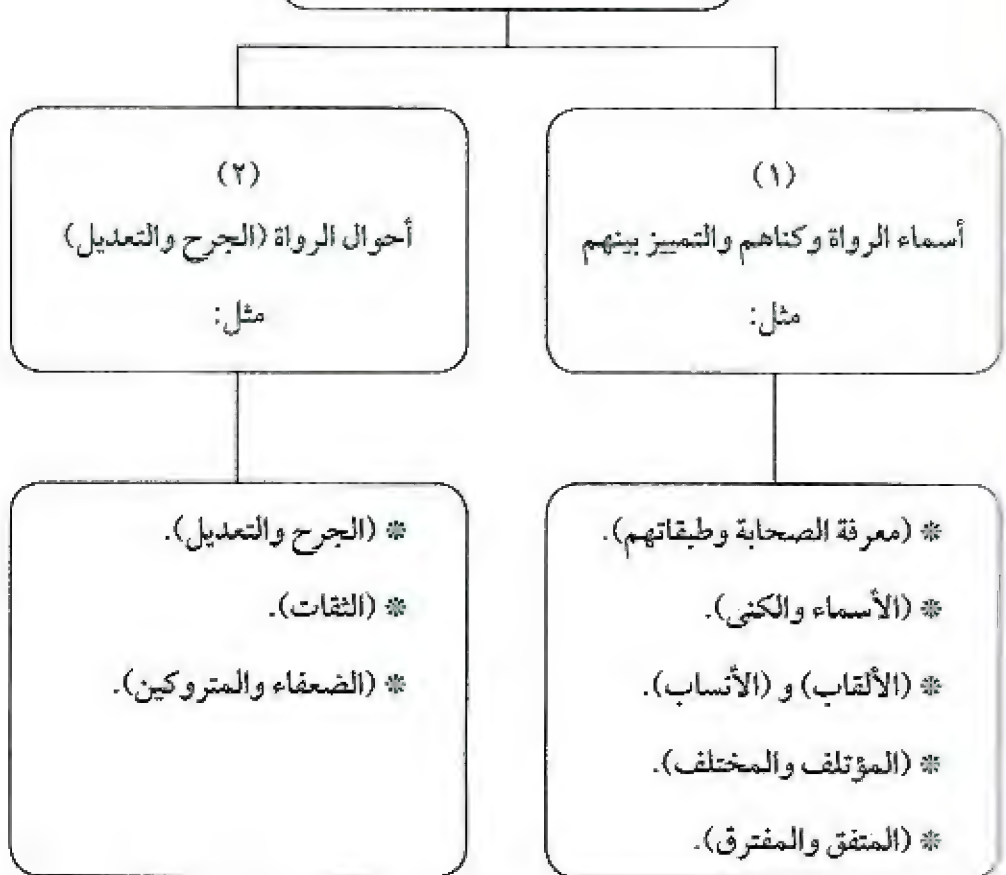 (١)
أسماء الرواة وكناهم والتمييز بينهم
مثل:
(٢)
أحوال الرواة (الجرح والتعديل)
مثل:
* (معرفة الصحابة وطبقاتهم).
* (الأسماء والكنى).
* (الألقاب) و (الأنساب).
* (المؤتلف والمختلف).
* (المتفق والمفترق).
* (الجرح والتعديل).
* (الثقات).
* (الضعفاء والمتروكين).